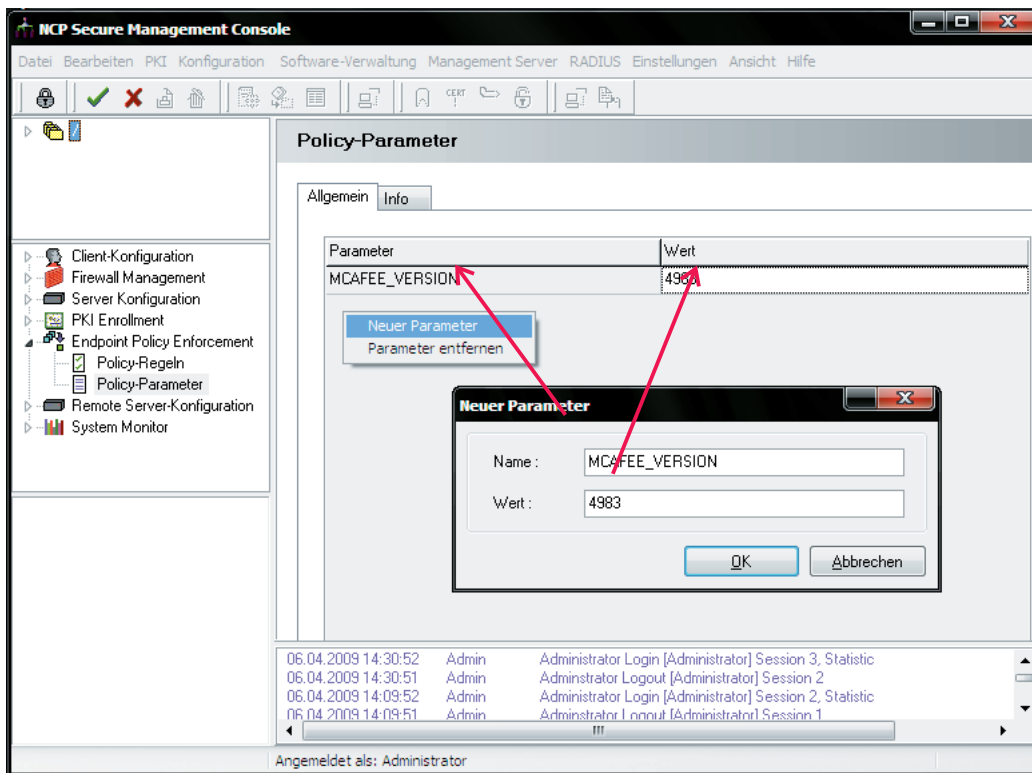 NCP Secure Management Console
Datei Bearbeiten PKI Konfiguration Software-Verwaltung Management Server RADIUS Einstellungen Ansicht Hilfe
CERT
/
Policy-Parameter
Allgemein Info
Parameter Wert
MCAFEE_VERSION 4983
Neuer Parameter
Parameter entfernen
Client-Konfiguration
Firewall Management
Server Konfiguration
PKI Enrollment
Endpoint Policy Enforcement
Policy-Regeln
Policy-Parameter
Remote Server-Konfiguration
System Monitor
Neuer Parameter
Name : MCAFEE_VERSION
Wert : 4983
OK Abbrechen
06.04.2009 14:30:52 Admin Administrator Login [Administrator] Session 3, Statistic
06.04.2009 14:30:51 Admin Adminstrator Logout [Administrator] Session 2
06.04.2009 14:09:52 Admin Administrator Login [Administrator] Session 2, Statistic
06.04.2009 14:09:51 Admin Adminstrator Logout [Administrator] Session 1
Angemeldet als: Administrator